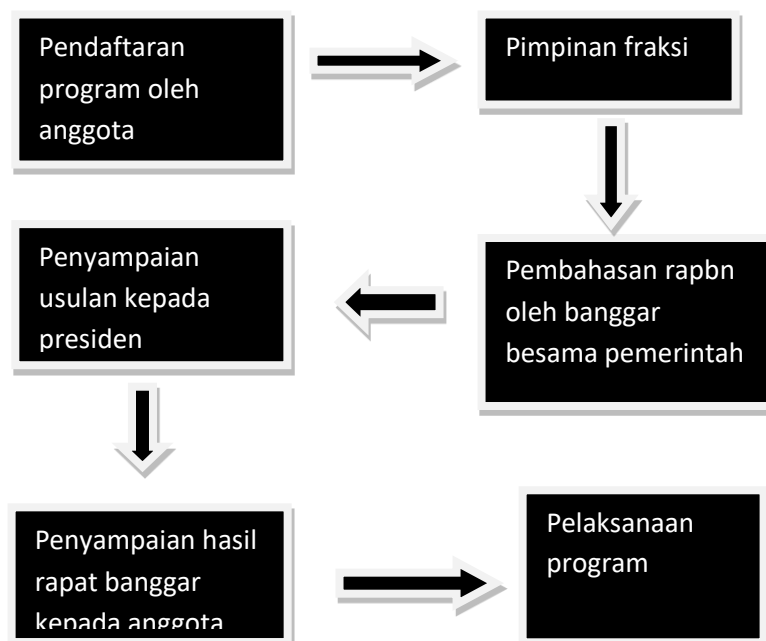 Pendaftaran
program oleh
anggota
Pimpinan fraksi
Pembahasan rapbn
oleh banggar
besama pemerintah
Penyampaian
usulan kepada
presiden
Penyampaian hasil
rapat banggar
kepada anggota
Pelaksanaan
program